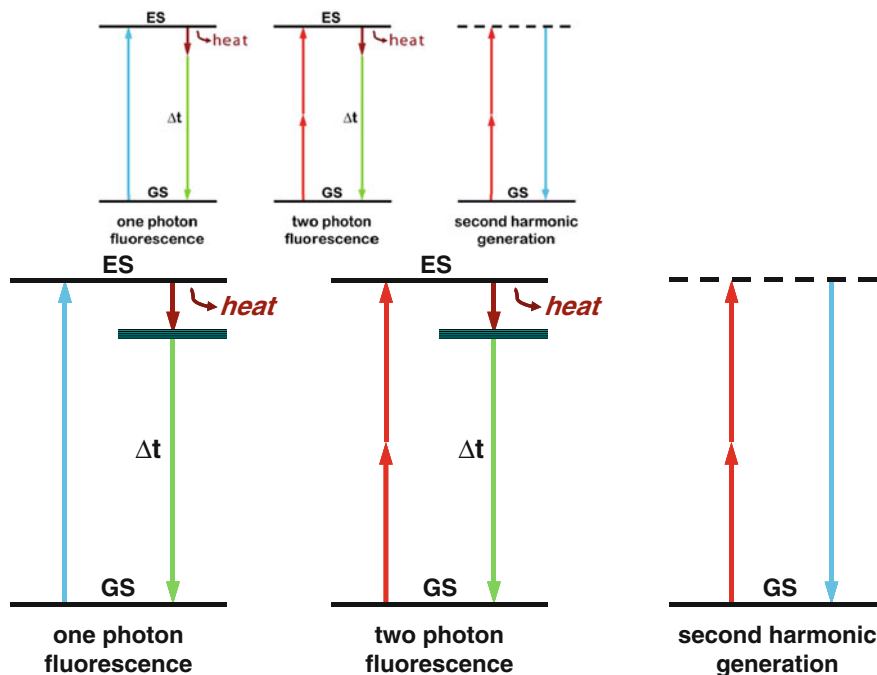 ES
heat
Δt
GS
one photon
fluorescence
ES
heat
Δt
GS
two photon
fluorescence
GS
second harmonic
generation
ES
heat
Δt
GS
one photon
fluorescence
ES
heat
Δt
GS
two photon
fluorescence
GS
second harmonic
generation